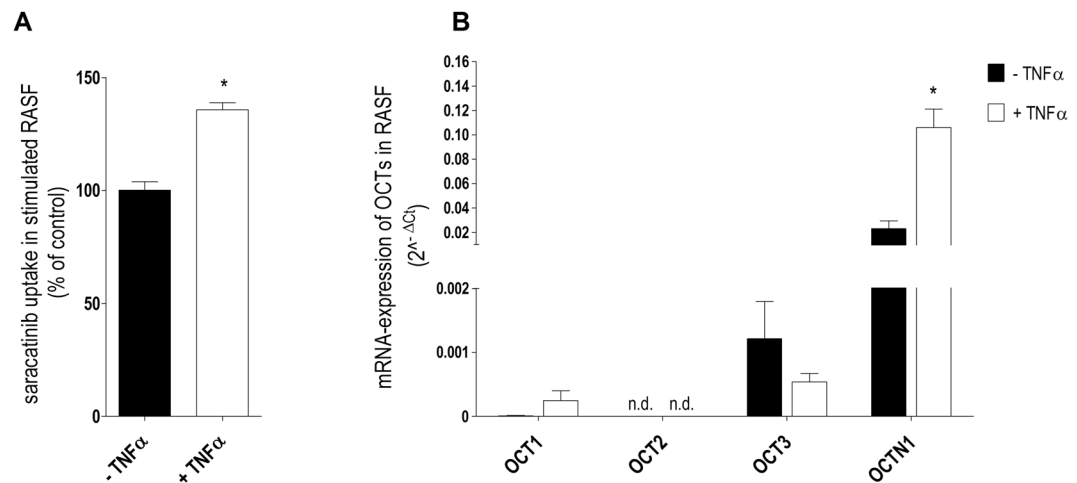 A
saracatinib uptake in stimulated RASF
(% of control)
150
100
50
0
*
- TNFα
+ TNFα
B
mRNA-expression of OCTs in RASF
(2^- ΔCt)
0.16
0.14
0.12
0.10
0.08
0.06
0.04
0.02
0.002
0.001
0
n.d. n.d.
*
OCT1
OCT2
OCT3
OCTN1
- TNFα
+ TNFα